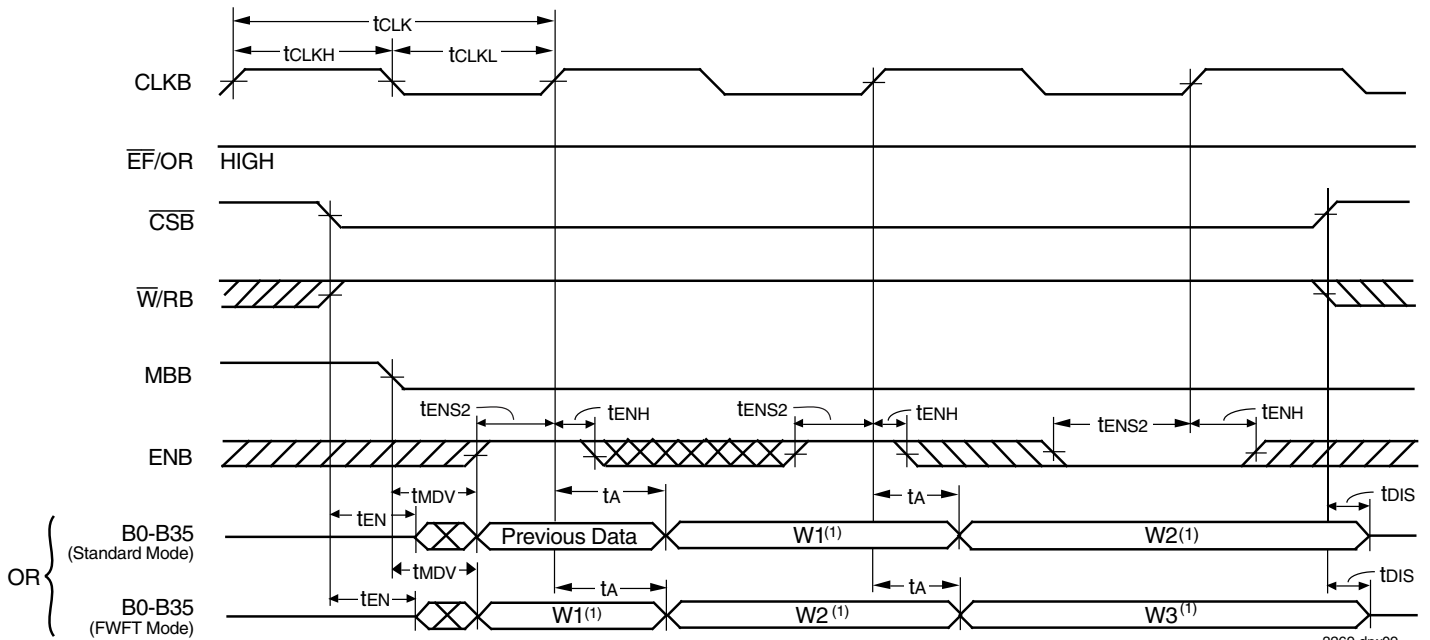 tCLK
tCLKH
tCLKL
CLKB
EF/OR
HIGH
CSB
W/RB
MBB
tENS2
tENH
tENS2
tENH
tENS2
tENH
ENB
tMDV
tA
tA
tDIS
tEN
B0-B35
(Standard Mode)
Previous Data
W1(1)
W2(1)
OR
tMDV
tA
tA
tDIS
tEN
B0-B35
(FWFT Mode)
W1(1)
W2(1)
W3(1)